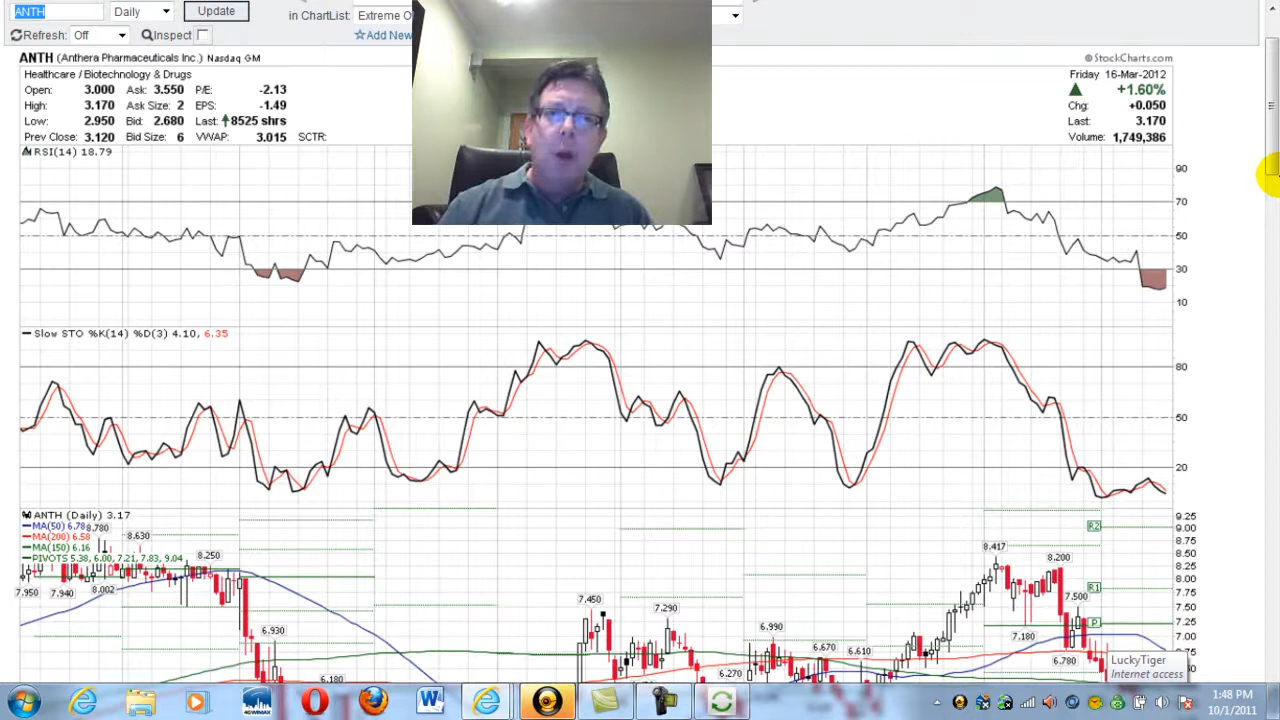 ANTH Daily Update in ChartList: Extreme O
Refresh: Off Inspect Add New
ANTH (Anthera Pharmaceuticals Inc.) Nasdaq GM © StockCharts.com
Healthcare / Biotechnology & Drugs Friday 16-Mar-2012
Open: 3.000 Ask: 3.550 P/E: -2.13 +1.60%
High: 3.170 Ask Size: 2 EPS: -1.49 Chg: +0.050
Low: 2.950 Bid: 2.680 Last: 8525 shrs Last: 3.170
Prev Close: 3.120 Bid Size: 6 VWAP: 3.015 SCTR: Volume: 1,749,386
RSI(14) 18.79
90
70
50
30
10
Slow STO %K(14) %D(3) 4.10, 6.35
80
50
20
ANTH (Daily) 3.17
MA(50) 6.78
MA(200) 6.58
MA(150) 6.16
PIVOTS 5.38, 6.00, 7.21, 7.83, 9.04
8.780
8.630
8.250
7.950
7.940
8.002
6.930
7.450
7.290
6.270
6.990
6.670
6.610
8.417
8.200
7.500
7.180
6.780
R2
R1
P
9.25
9.00
8.75
8.50
8.25
8.00
7.75
7.50
7.25
7.00
LuckyTiger
Internet access
1:48 PM
10/1/2011